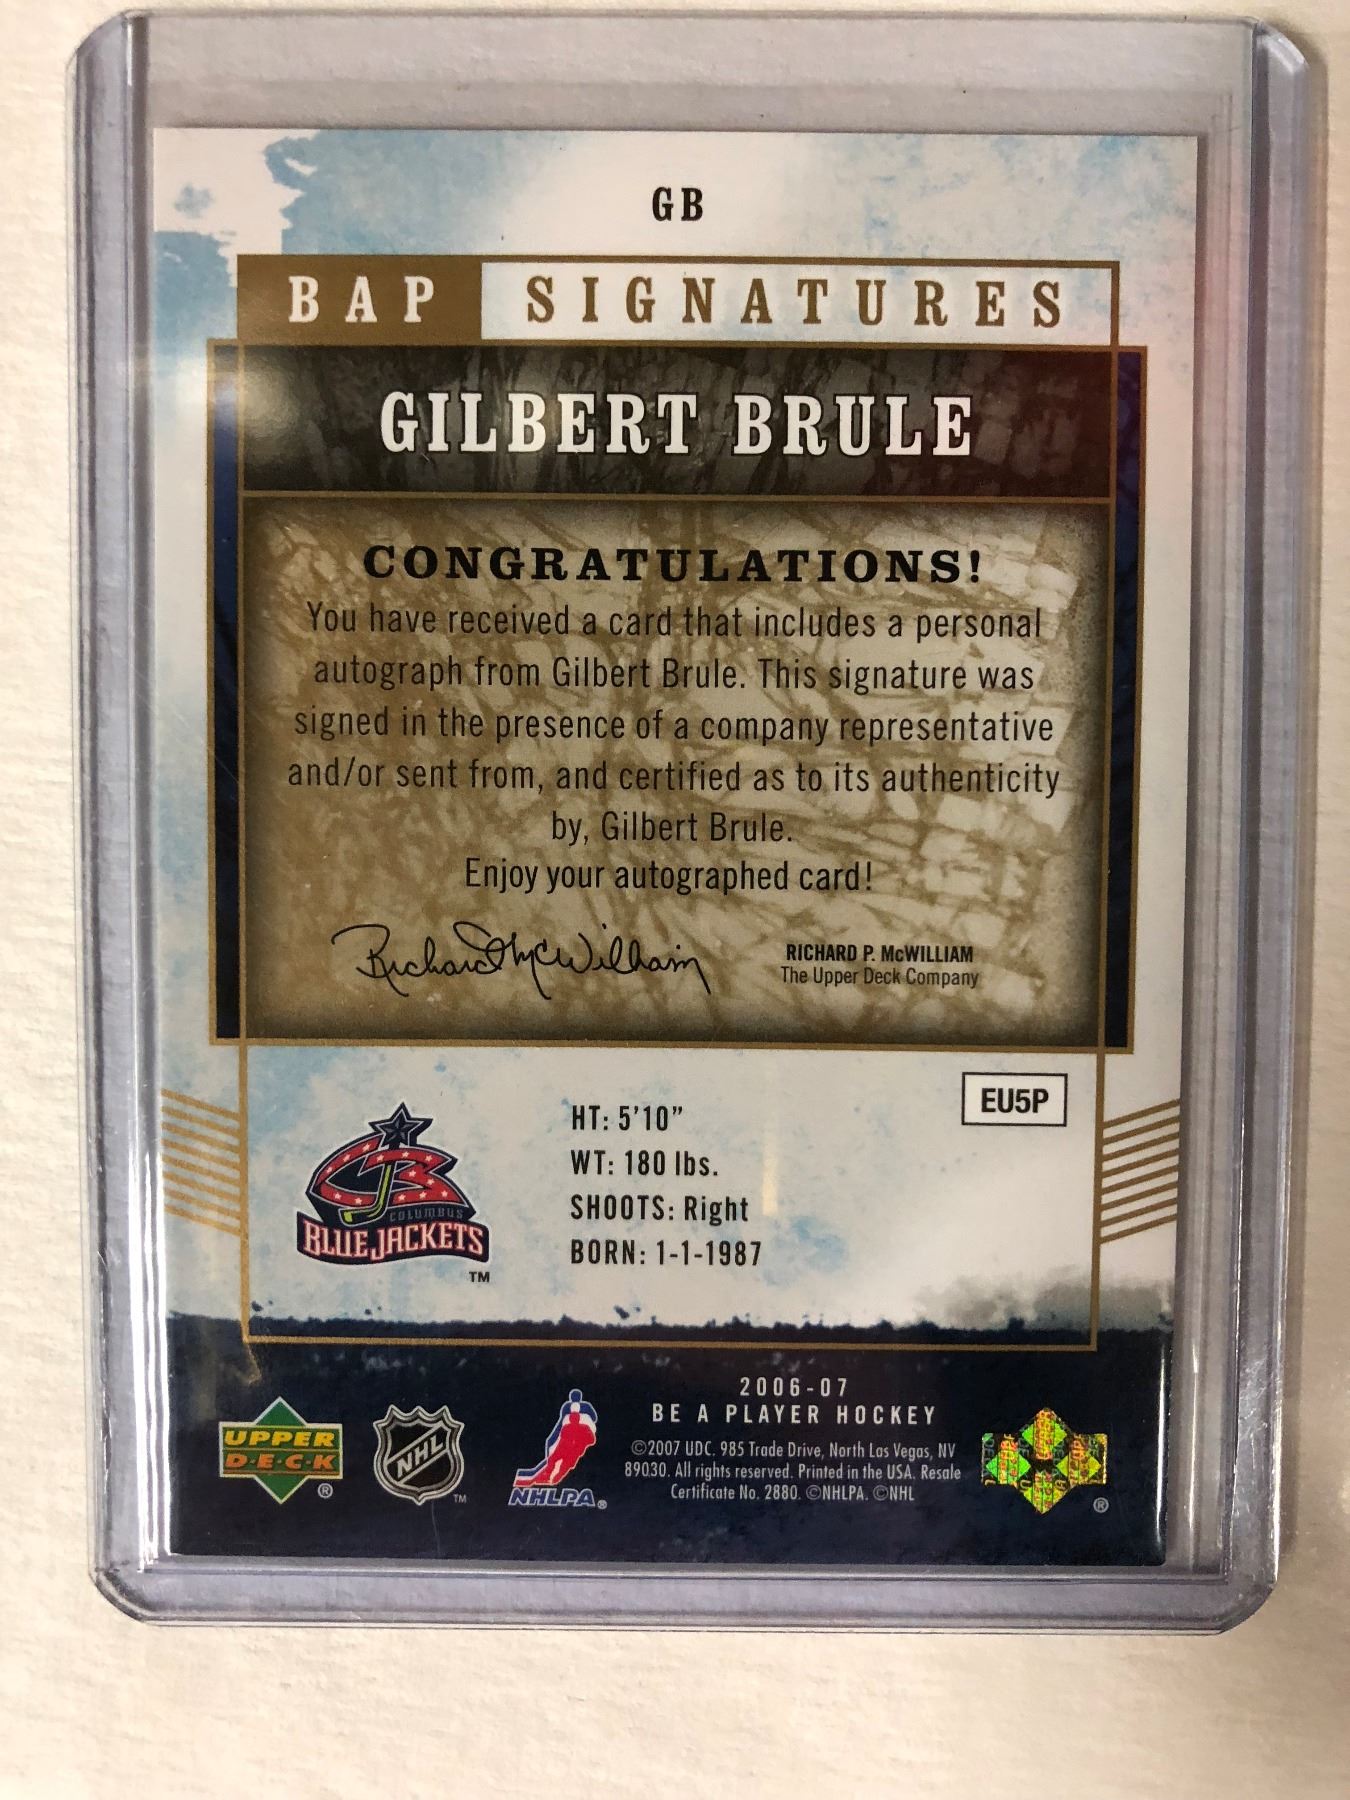 GB
BAP SIGNATURES
GILBERT BRULE
CONGRATULATIONS!
You have received a card that includes a personal
autograph from Gilbert Brule. This signature was
signed in the presence of a company representative
and/or sent from, and certified as to its authenticity
by, Gilbert Brule.
Enjoy your autographed card!
Richard McWilliam
RICHARD P. McWILLIAM
The Upper Deck Company
EU5P
COLUMBUS
BLUE JACKETS
TM
HT: 5'10"
WT: 180 lbs.
SHOOTS: Right
BORN: 1-1-1987
UPPER
D·E·C·K
®
NHL
TM
NHLPA®
2006-07
BE A PLAYER HOCKEY
©2007 UDC. 985 Trade Drive, North Las Vegas, NV
89030. All rights reserved. Printed in the USA. Resale
Certificate No. 2880. ©NHLPA. ©NHL
®